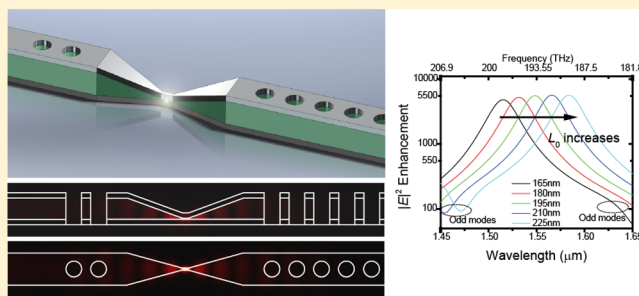 Frequency (THz)
206.9 200 193.55 187.5 181.8
10000
5500
2000
550
100
|E|² Enhancement
L₀ increases
165nm
180nm
195nm
210nm
225nm
Odd modes
Odd modes
1.45 1.50 1.55 1.60 1.65
Wavelength (μm)